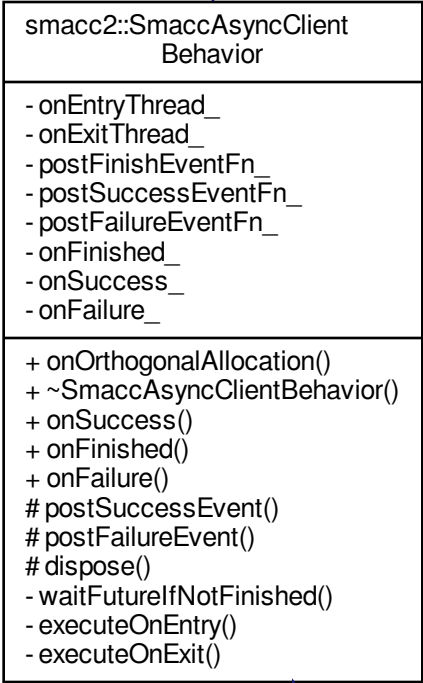 smacc2::SmaccAsyncClient
Behavior
- onEntryThread_
- onExitThread_
- postFinishEventFn_
- postSuccessEventFn_
- postFailureEventFn_
- onFinished_
- onSuccess_
- onFailure_
+ onOrthogonalAllocation()
+ ~SmaccAsyncClientBehavior()
+ onSuccess()
+ onFinished()
+ onFailure()
# postSuccessEvent()
# postFailureEvent()
# dispose()
- waitFutureIfNotFinished()
- executeOnEntry()
- executeOnExit()